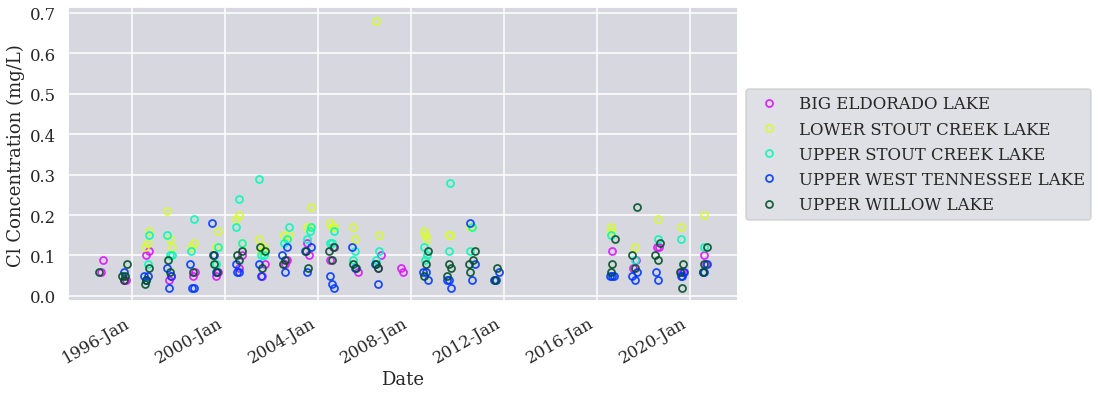 0.7
0.6
0.5
0.4
0.3
0.2
0.1
0.0
Cl Concentration (mg/L)
1996-Jan
2000-Jan
2004-Jan
2008-Jan
2012-Jan
2016-Jan
2020-Jan
Date
BIG ELDORADO LAKE
LOWER STOUT CREEK LAKE
UPPER STOUT CREEK LAKE
UPPER WEST TENNESSEE LAKE
UPPER WILLOW LAKE